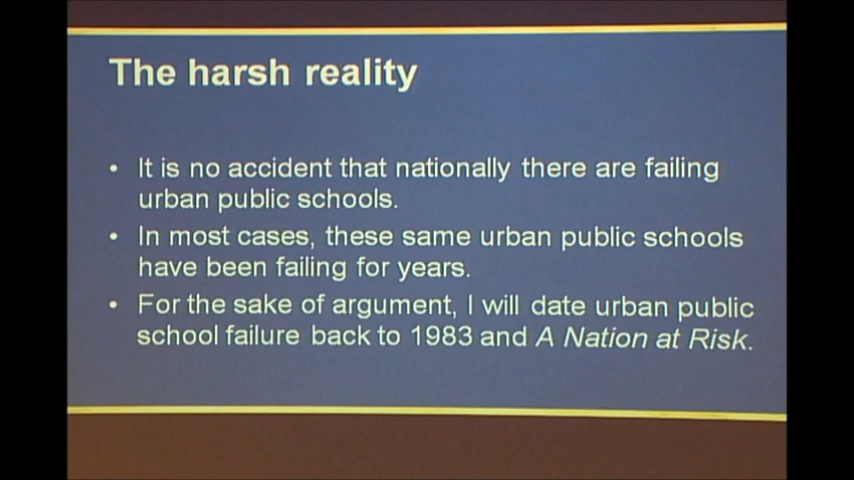 The harsh reality
• It is no accident that nationally there are failing
urban public schools.
• In most cases, these same urban public schools
have been failing for years.
• For the sake of argument, I will date urban public
school failure back to 1983 and A Nation at Risk.